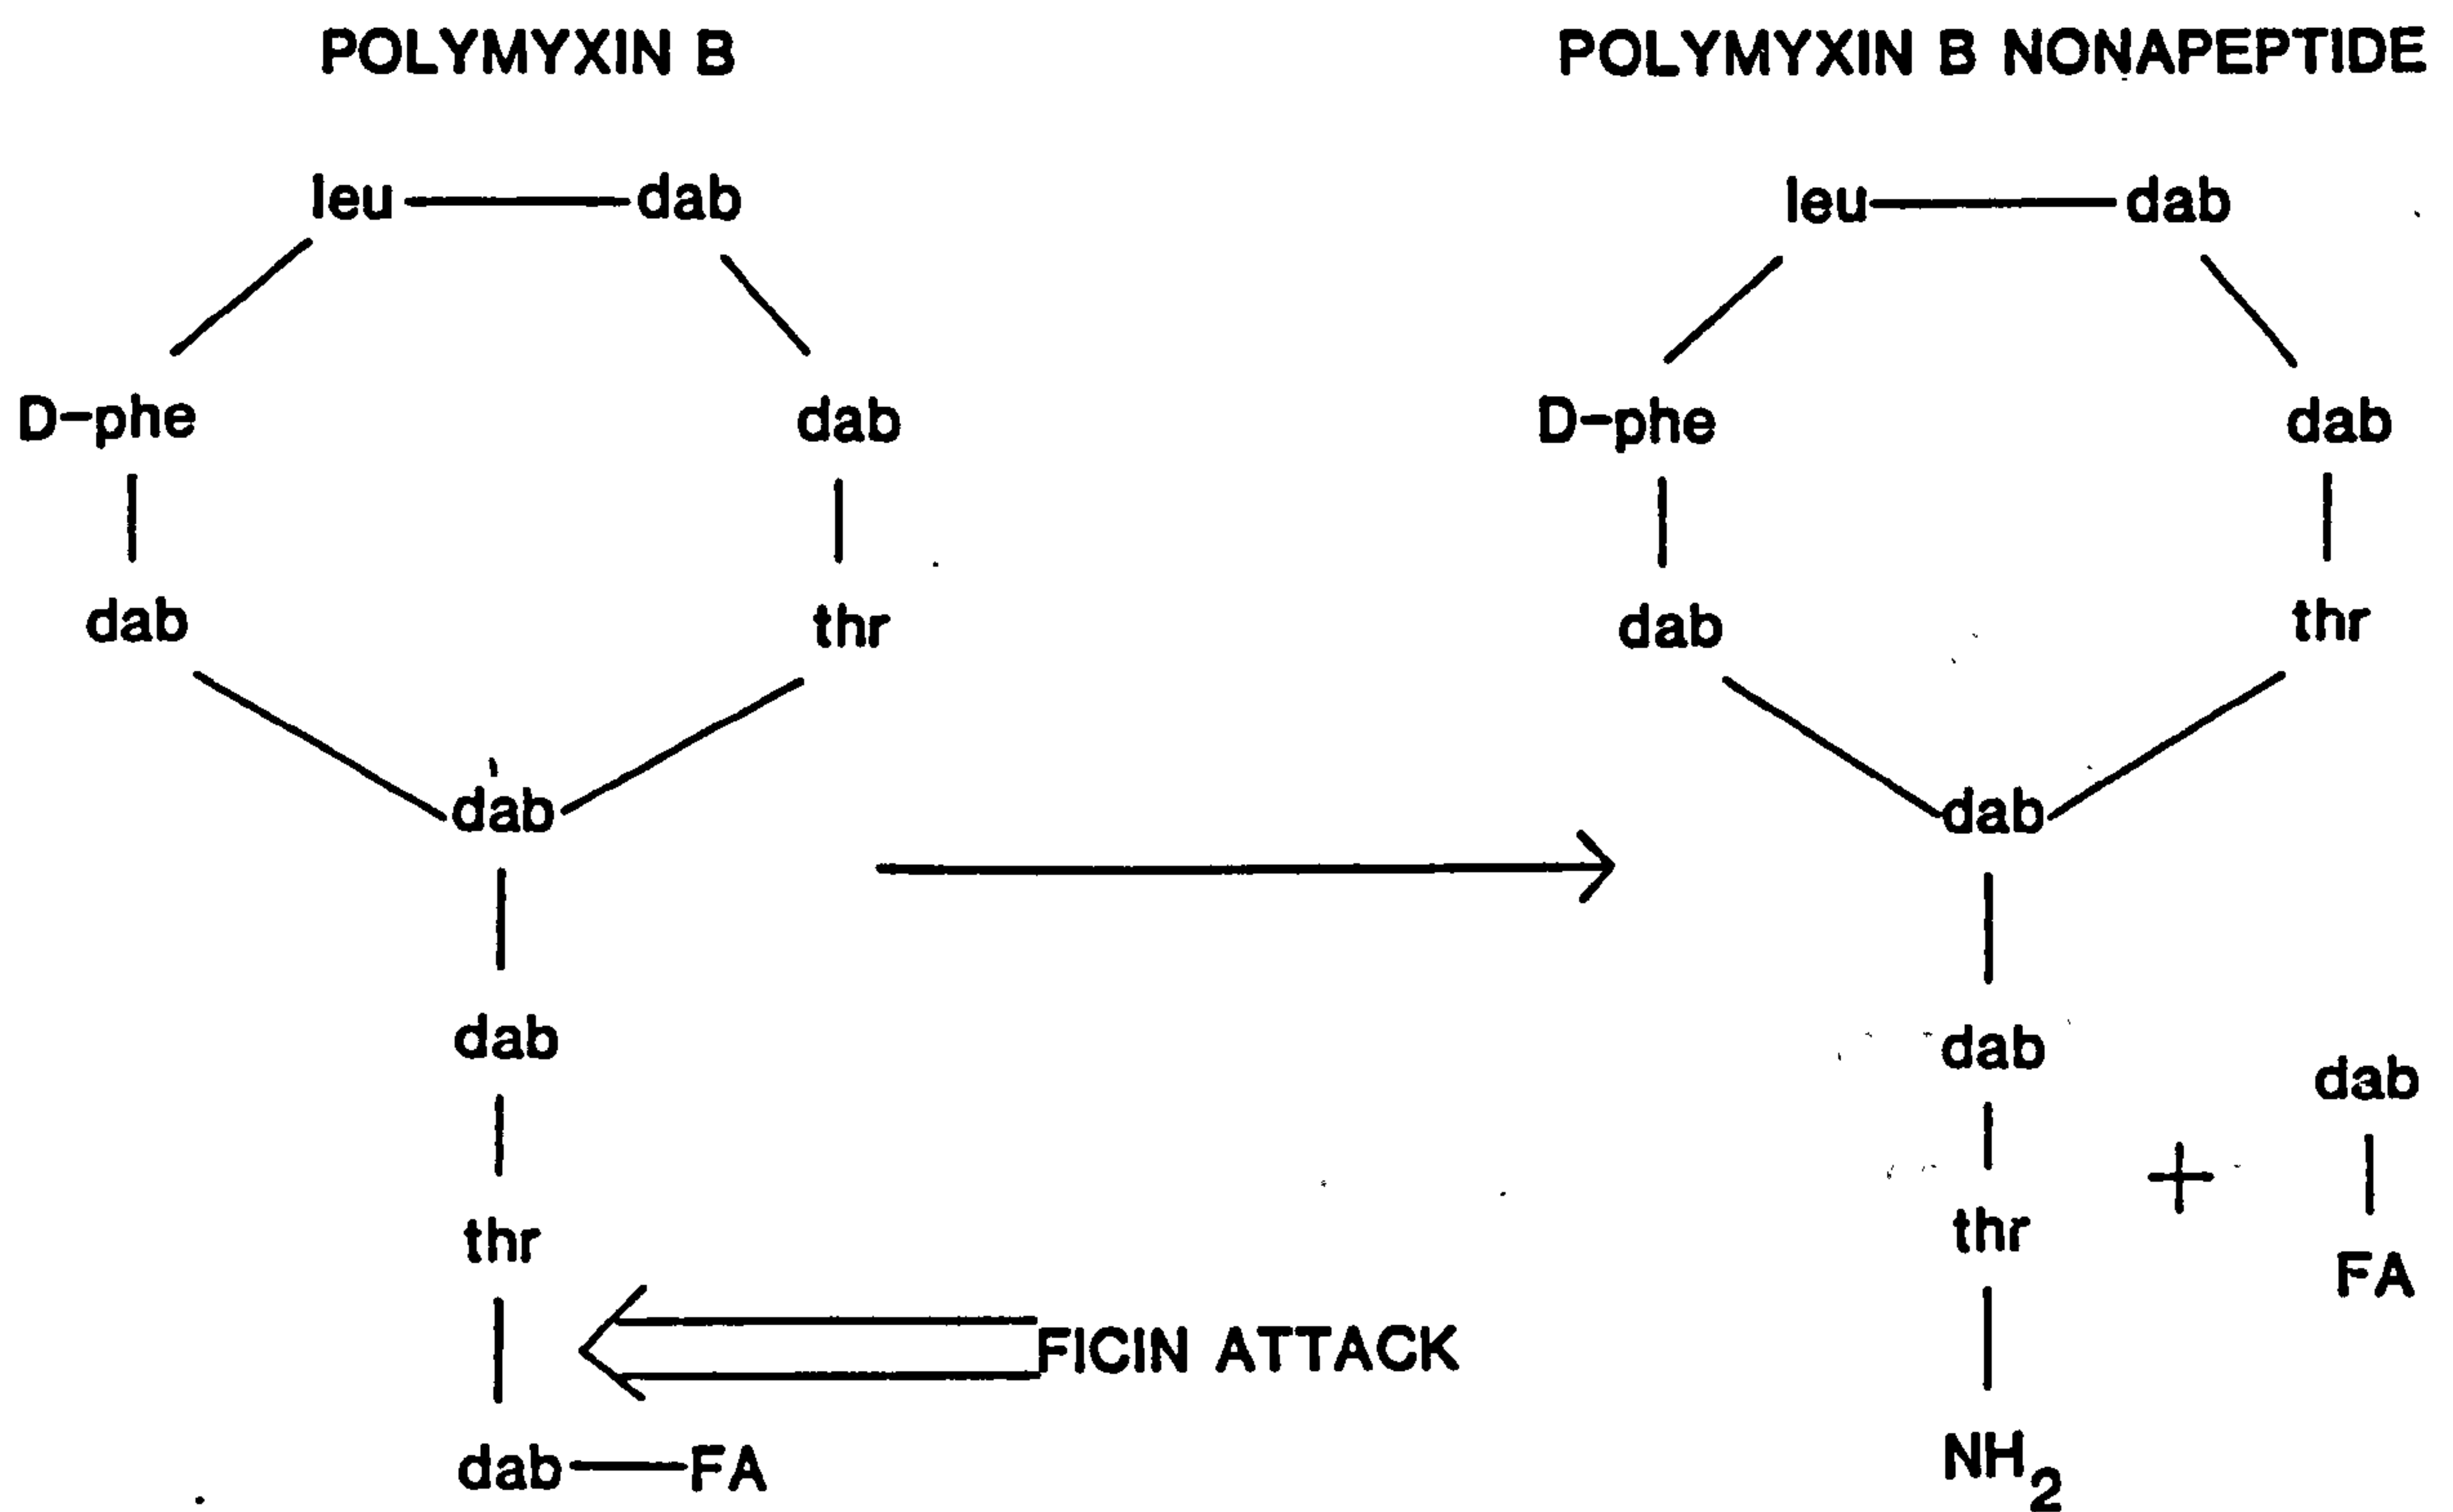 POLYMYXIN B
leu dab
D-phe dab
dab thr
dab
dab
thr
FICIN ATTACK
dab FA
POLYMYXIN B NONAPEPTIDE
leu dab
D-phe dab
dab thr
dab
dab
thr
NH2
+
dab
FA